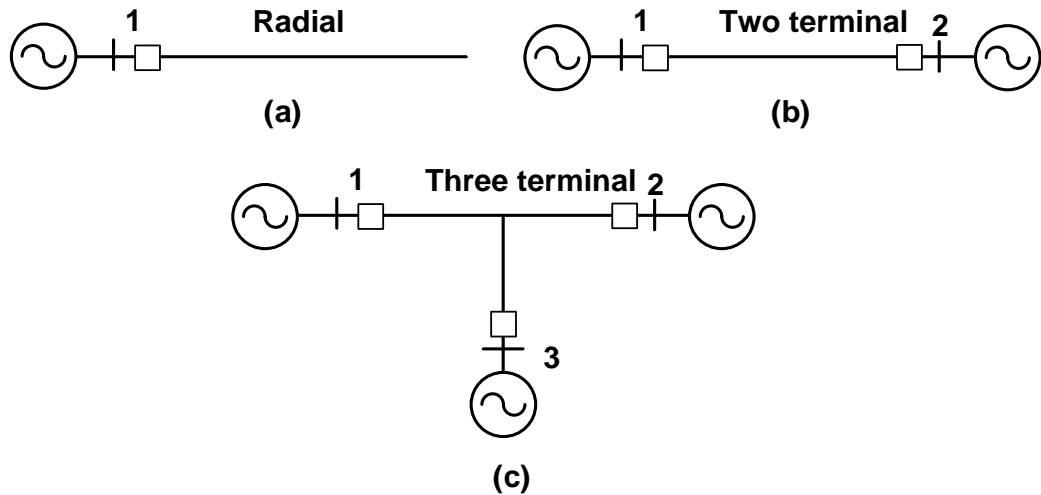 1 Radial
(a)
1 Two terminal 2
(b)
1 Three terminal 2
3
(c)